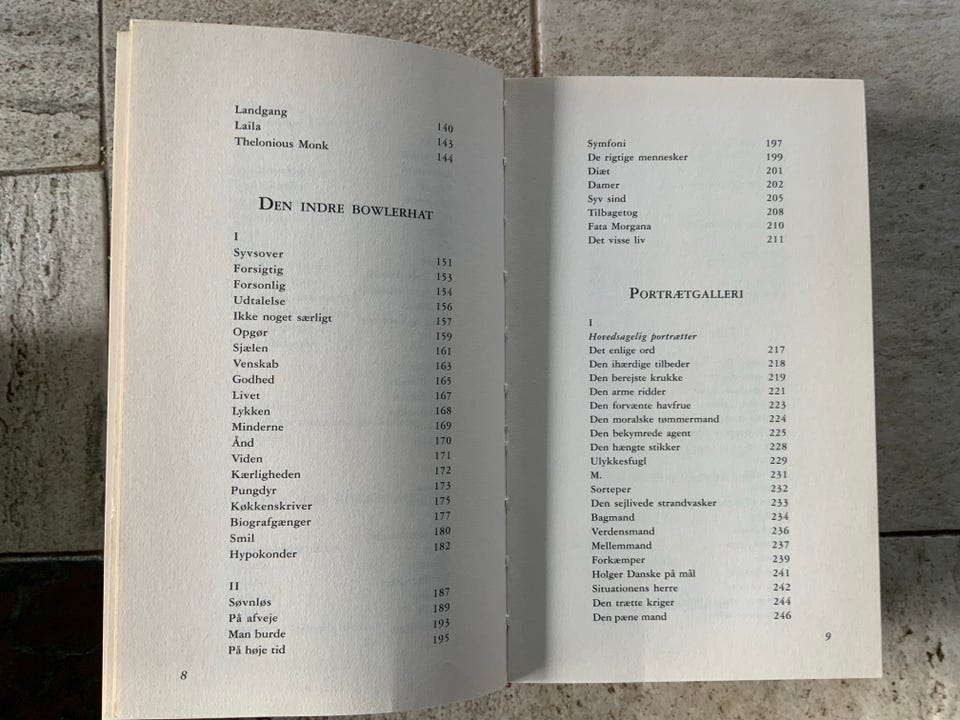 Landgang 140
Laila 143
Thelonious Monk 144
DEN INDRE BOWLERHAT
I
Syvsover 151
Forsigtig 153
Forsonlig 154
Udtalelse 156
Ikke noget særligt 157
Opgør 159
Sjælen 161
Venskab 163
Godhed 165
Livet 167
Lykken 168
Minderne 169
Ånd 170
Viden 171
Kærligheden 172
Pungdyr 173
Køkkenskriver 175
Biografgænger 177
Smil 180
Hypokonder 182
II
Søvnløs 187
På afveje 189
Man burde 193
På høje tid 195
8
Symfoni 197
De rigtige mennesker 199
Diæt 201
Damer 202
Syv sind 205
Tilbagetog 208
Fata Morgana 210
Det visse liv 211
PORTRÆTGALLERI
I
Hovedsagelig portrætter
Det enlige ord 217
Den ihærdige tilbeder 218
Den berejste krukke 219
Den arme ridder 221
Den forvænte havfrue 223
Den moralske tømmermand 224
Den bekymrede agent 225
Den hængte stikker 228
Ulykkesfugl 229
M. 231
Sorteper 232
Den sejlivede strandvasker 233
Bagmand 234
Verdensmand 236
Mellemmand 237
Forkæmper 239
Holger Danske på mål 241
Situationens herre 242
Den trætte kriger 244
Den pæne mand 246
9